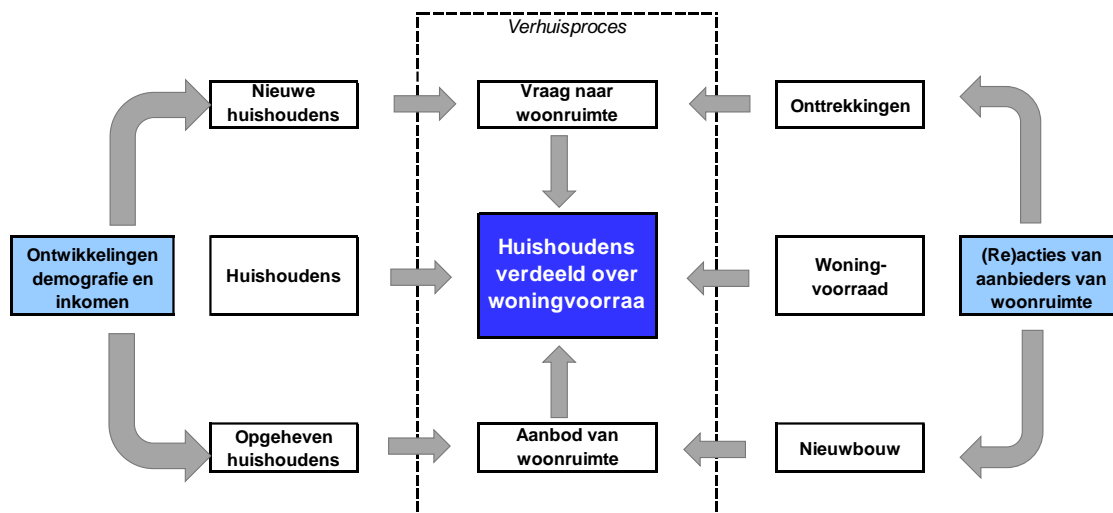 Verhuisproces
Nieuwe
huishoudens
Vraag naar
woonruimte
Onttrekkingen
Ontwikkelingen
demografie en
inkomen
Huishoudens
Huishoudens
verdeeld over
woningvoorraa
Woning-
voorraad
(Re)acties van
aanbieders van
woonruimte
Opgeheven
huishoudens
Aanbod van
woonruimte
Nieuwbouw